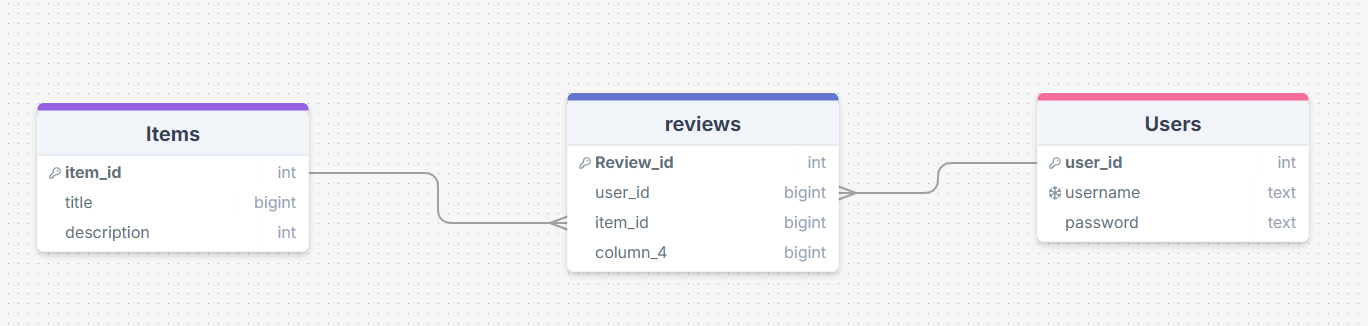 Items
item_id int
title bigint
description int
reviews
Review_id int
user_id bigint
item_id bigint
column_4 bigint
Users
user_id int
username text
password text